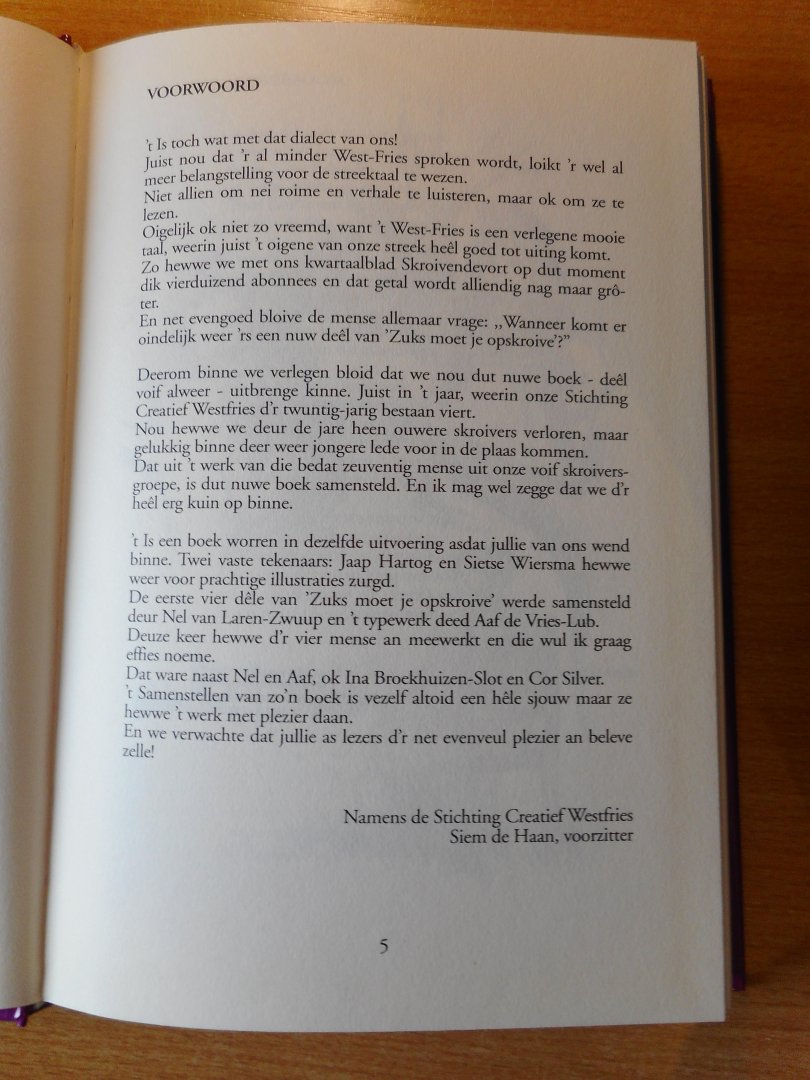 VOORWOORD
't Is toch wat met dat dialect van ons!
Juist nou dat 'r al minder West-Fries sproken wordt, loikt 'r wel al
meer belangstelling voor de streektaal te wezen.
Niet allien om nei roime en verhale te luisteren, maar ok om ze te
lezen.
Oigelijk ok niet zo vreemd, want 't West-Fries is een verlegene mooie
taal, weerin juist 't oigene van onze streek heêl goed tot uiting komt.
Zo hewwe we met ons kwartaalblad Skroivendevort op dut moment
dik vierduizend abonnees en dat getal wordt alliendig nag maar grô-
ter.
En net evengoed bloive de mense allemaar vrage: ,,Wanneer komt er
oindelijk weer 'rs een nuw deêl van 'Zuks moet je opskroive'?”
Deerom binne we verlegen bloid dat we nou dut nuwe boek - deêl
voif alweer - uitbrenge kinne. Juist in 't jaar, weerin onze Stichting
Creatief Westfries d'r twuntig-jarig bestaan viert.
Nou hewwe we deur de jare heen ouwere skroivers verloren, maar
gelukkig binne deer weer jongere lede voor in de plaas kommen.
Dat uit 't werk van die bedat zeuventig mense uit onze voif skroivers-
groepe, is dut nuwe boek samensteld. En ik mag wel zegge dat we d'r
heêl erg kuin op binne.
't Is een boek worren in dezelfde uitvoering asdat jullie van ons wend
binne. Twei vaste tekenaars: Jaap Hartog en Sietse Wiersma hewwe
weer voor prachtige illustraties zurgd.
De eerste vier dêle van 'Zuks moet je opskroive' werde samensteld
deur Nel van Laren-Zwuup en 't typewerk deed Aaf de Vries-Lub.
Deuze keer hewwe d'r vier mense an meewerkt en die wul ik graag
effies noeme.
Dat ware naast Nel en Aaf, ok Ina Broekhuizen-Slot en Cor Silver.
't Samenstellen van zo'n boek is vezelf altoid een hêle sjouw maar ze
hewwe 't werk met plezier daan.
En we verwachte dat jullie as lezers d'r net evenveul plezier an beleve
zelle!
Namens de Stichting Creatief Westfries
Siem de Haan, voorzitter
5